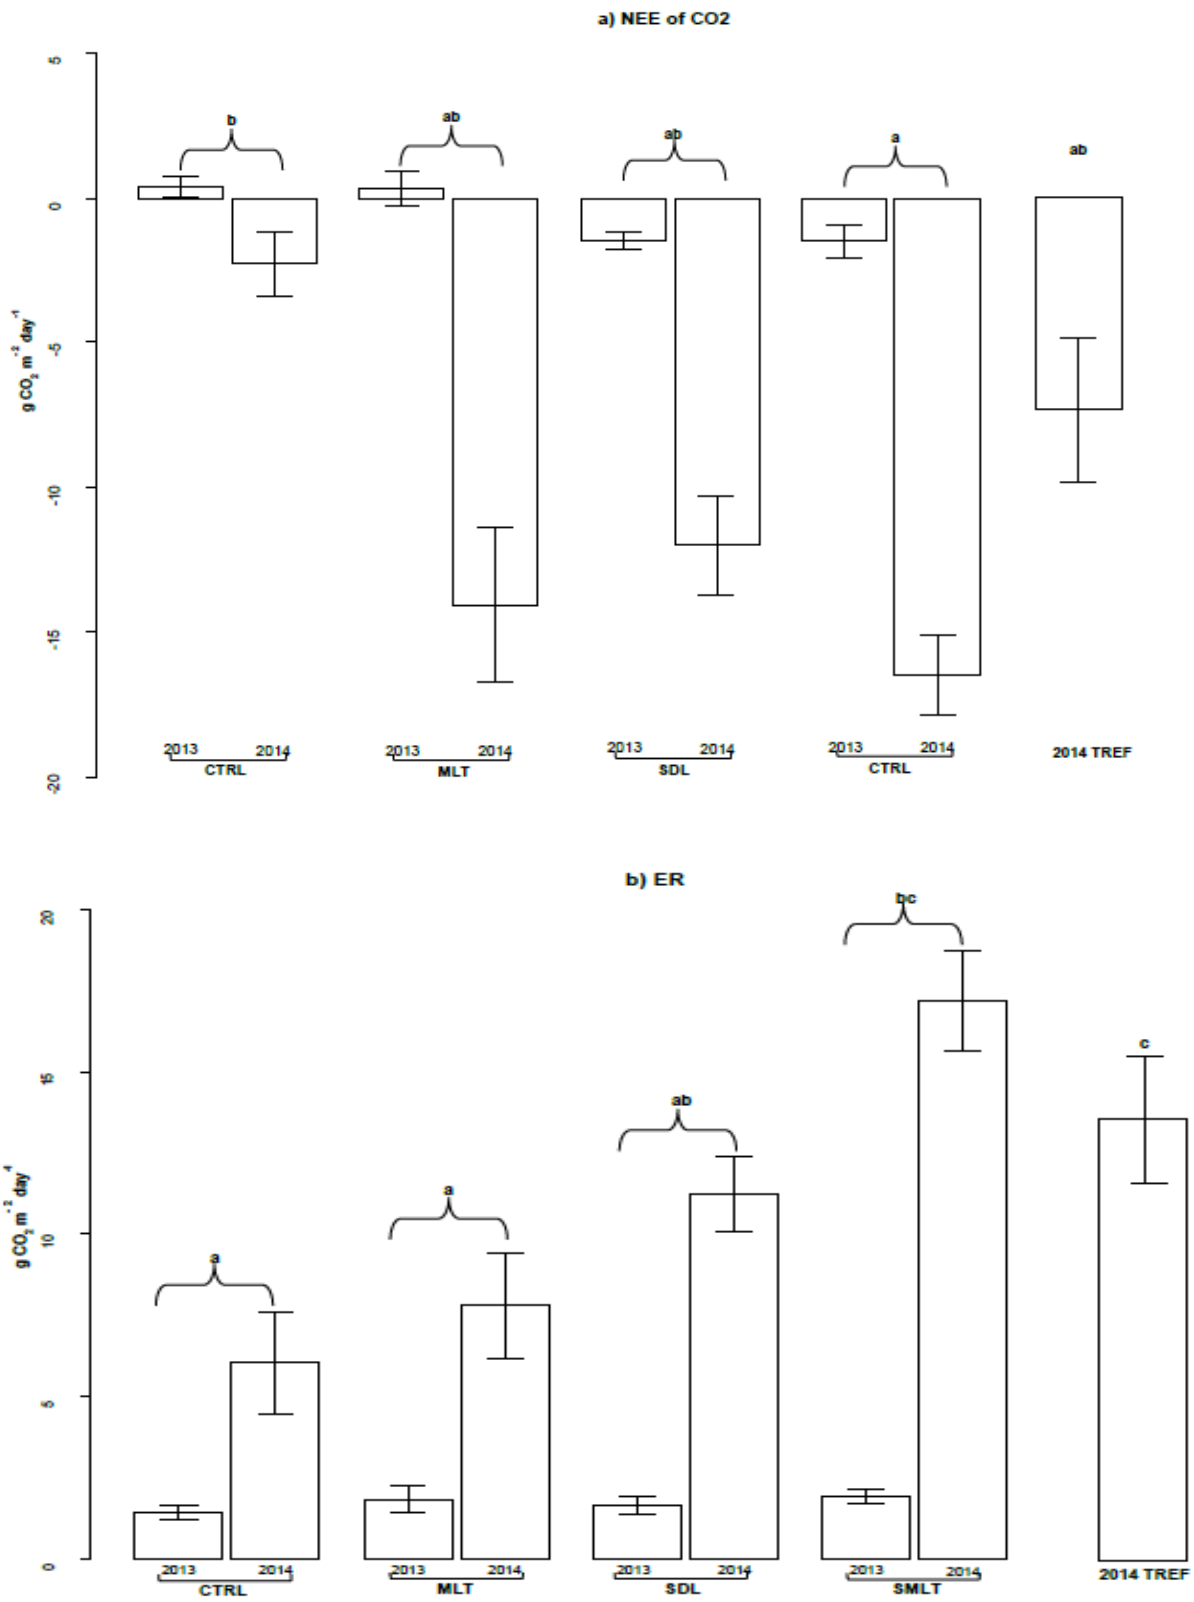 a) NEE of CO2
5
0
-5
-10
-15
-20
g CO2 m-2 day-1
b
ab
ab
a
ab
2013 2014 2013 2014 2013 2014 2013 2014 2014 TREF
CTRL MLT SDL CTRL
b) ER
20
15
10
5
0
g CO2 m-2 day-1
a
a
ab
bc
c
2013 2014 2013 2014 2013 2014 2013 2014 2014 TREF
CTRL MLT SDL SMLT